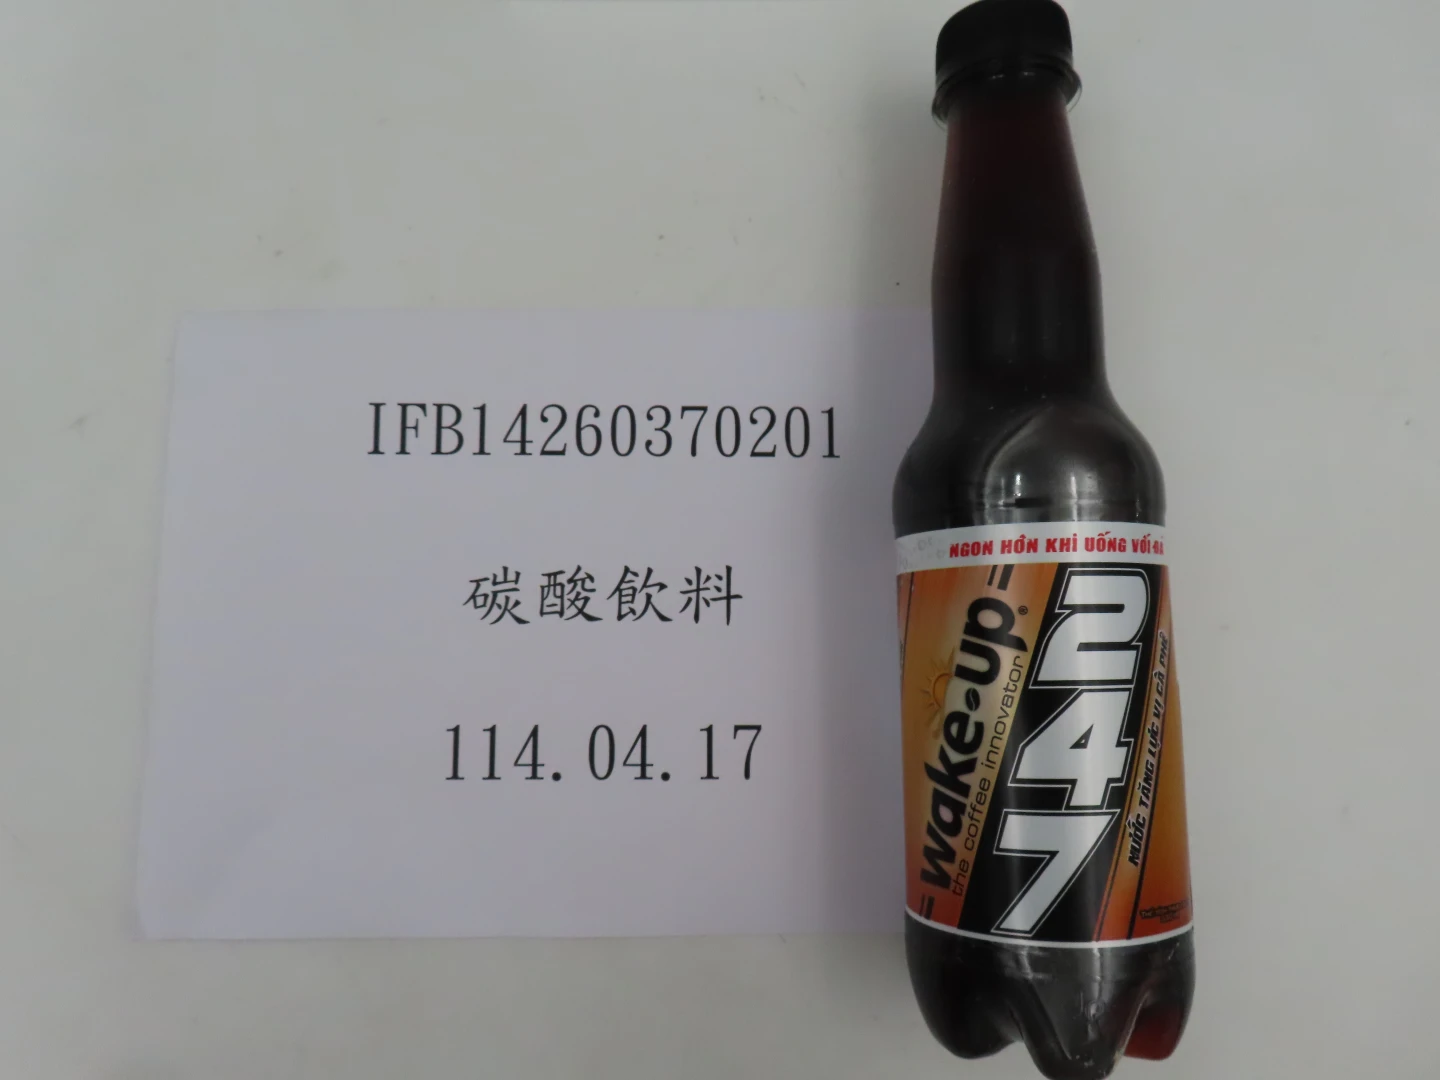 IFB14260370201
碳酸飲料
114.04.17
NGON HƠN KHI UỐNG VỚI ĐÁ
wake-up®
the coffee innovator
247
NƯỚC TĂNG LỰC VỊ CÀ PHÊ